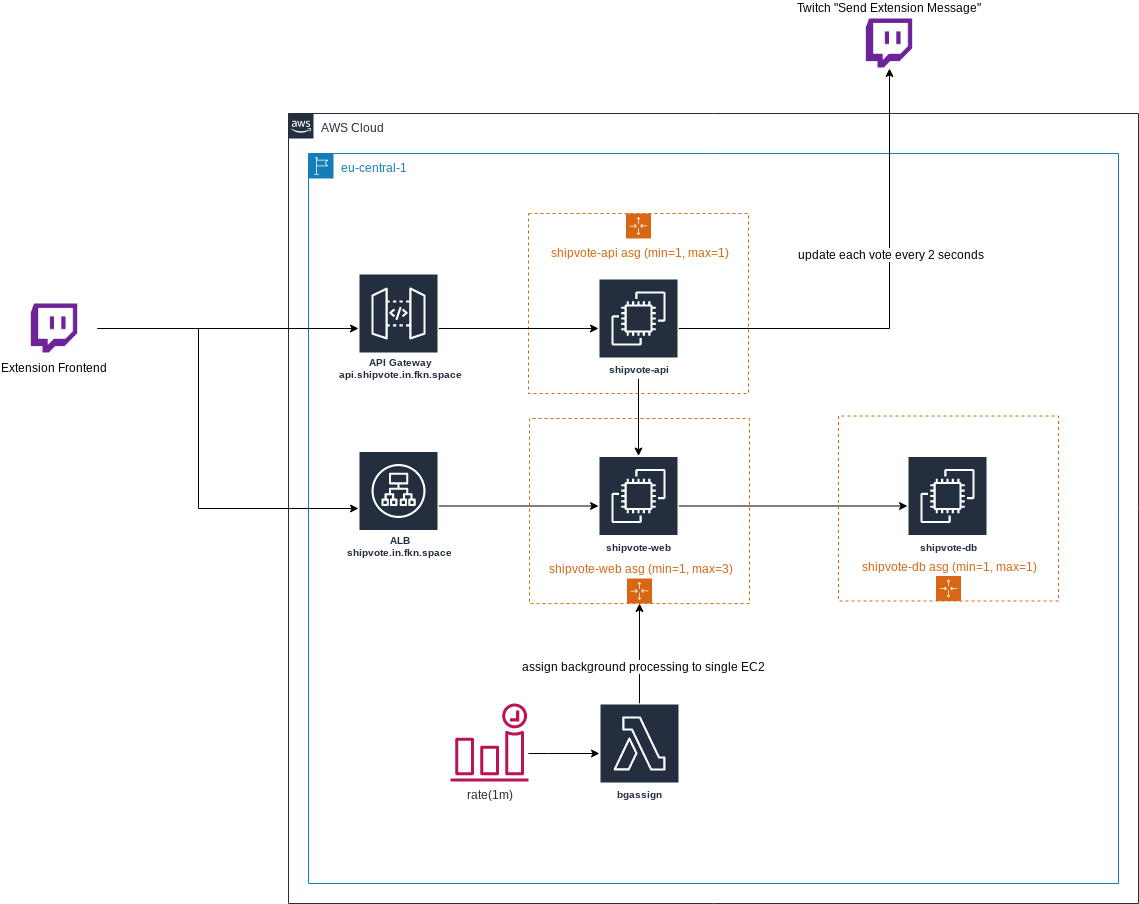 Twitch "Send Extension Message"
aws
AWS Cloud
eu-central-1
shipvote-api asg (min=1, max=1)
update each vote every 2 seconds
Extension Frontend
</>
API Gateway
api.shipvote.in.fkn.space
shipvote-api
ALB
shipvote.in.fkn.space
shipvote-web
shipvote-web asg (min=1, max=3)
shipvote-db
shipvote-db asg (min=1, max=1)
assign background processing to single EC2
rate(1m)
bgassign